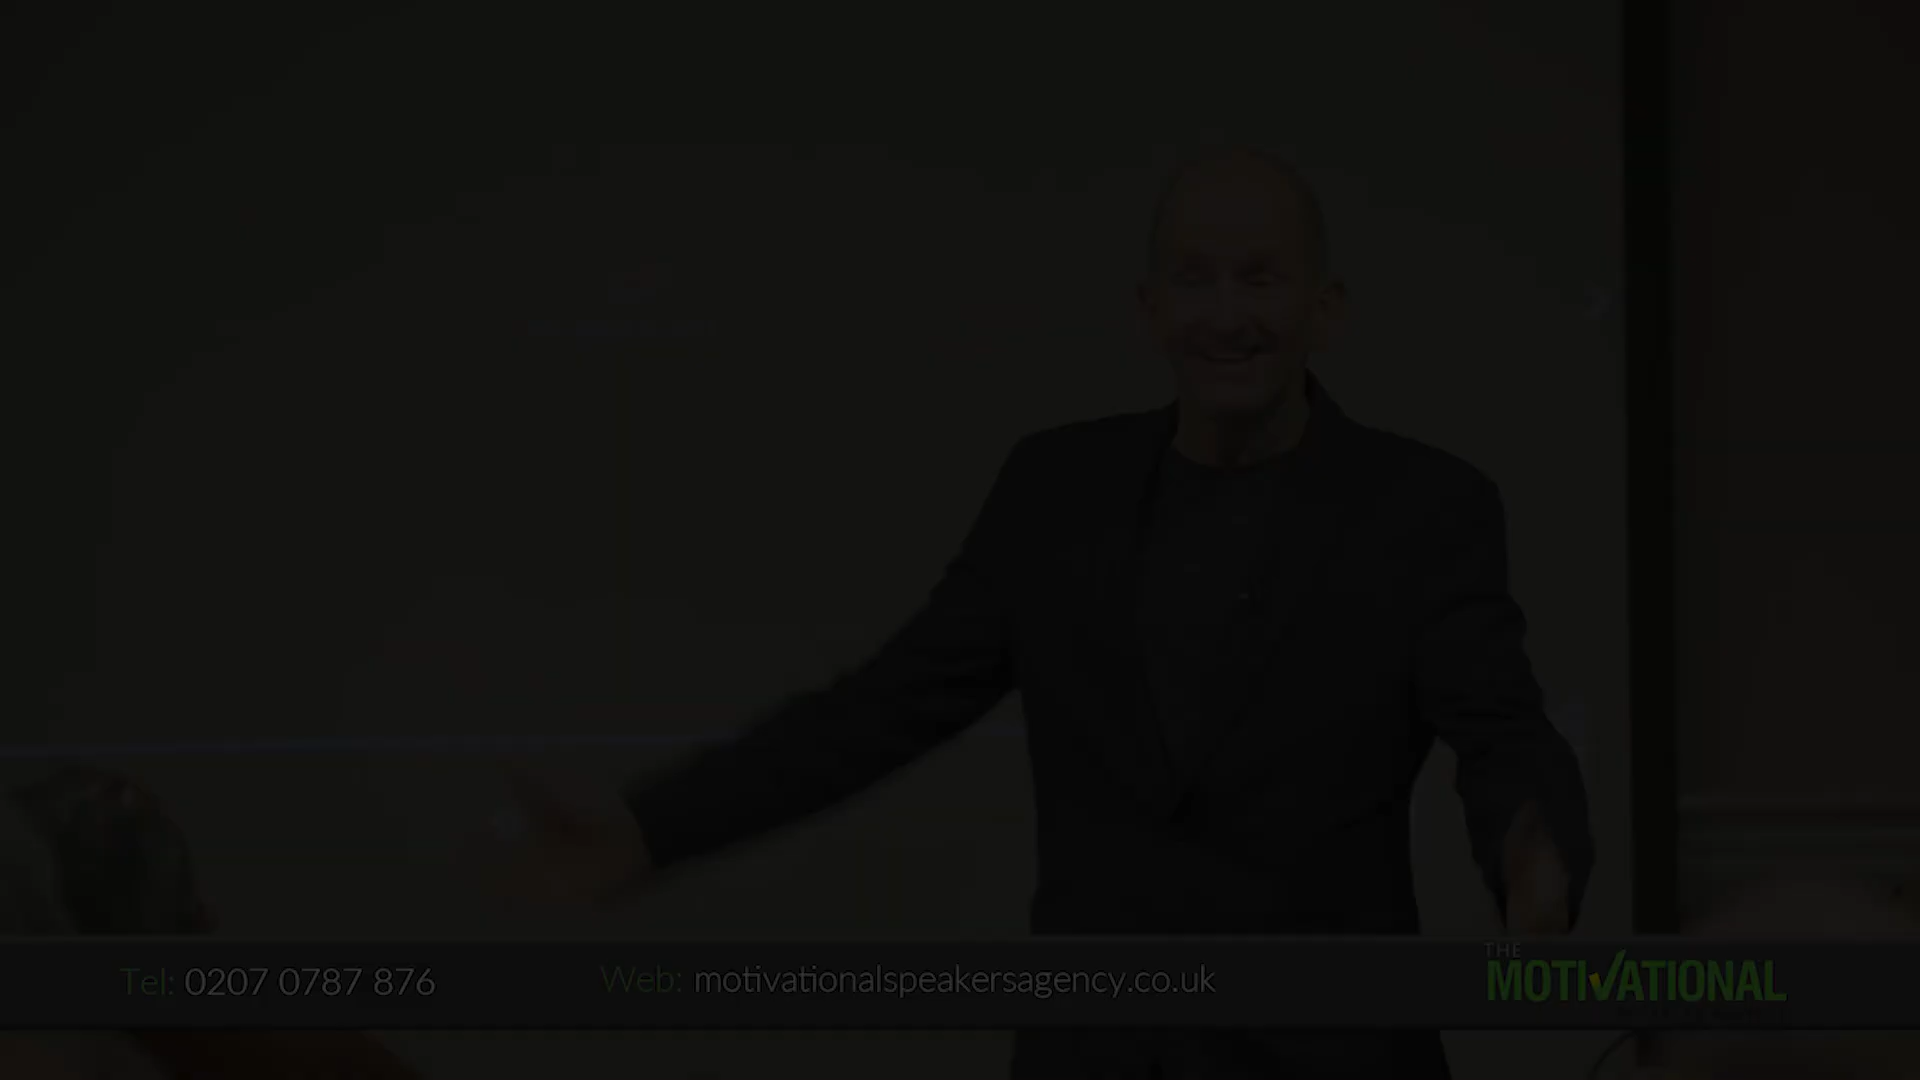 Tel: 0207 0787 876
Web: motivationalspeakersagency.co.uk
THE
MOTIVATIONAL